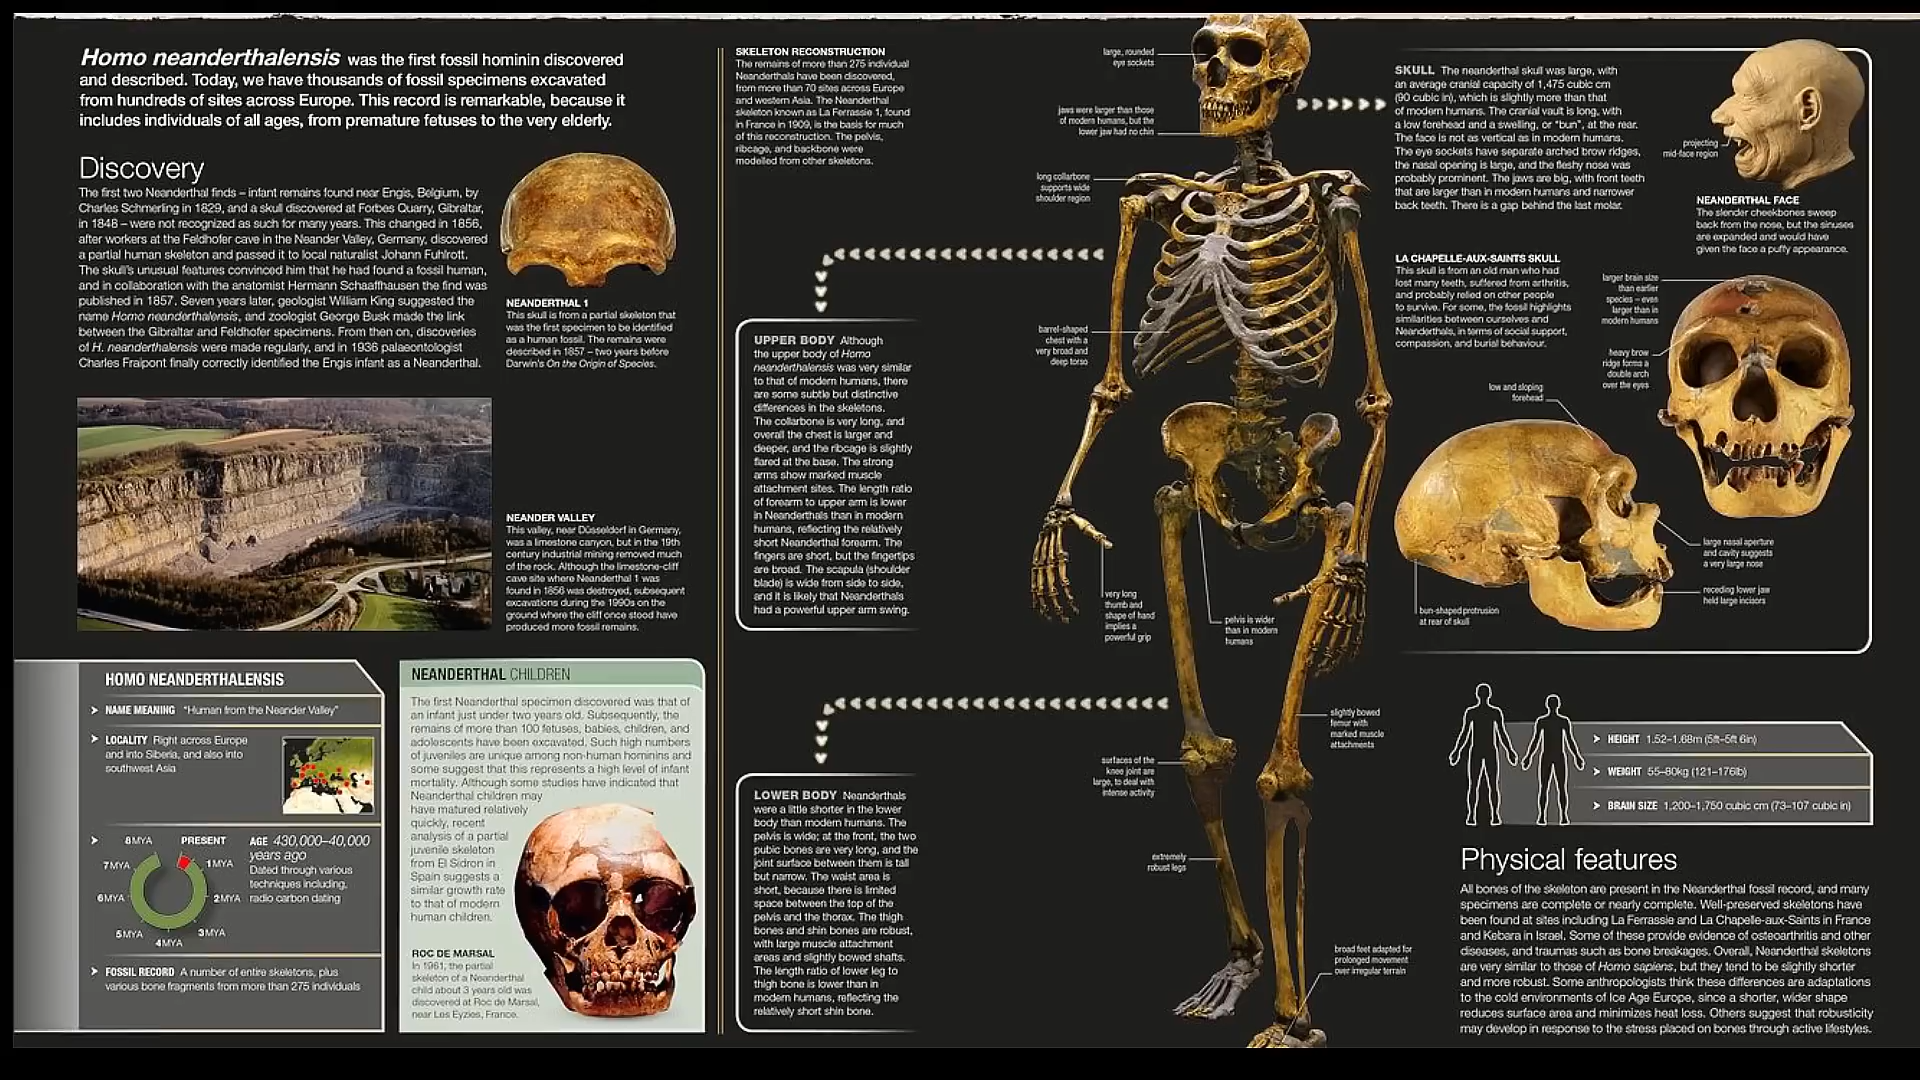 Homo neanderthalensis was the first fossil hominin discovered
and described. Today, we have thousands of fossil specimens excavated
from hundreds of sites across Europe. This record is remarkable, because it
includes individuals of all ages, from premature fetuses to the very elderly.
Discovery
The first two Neanderthal finds – infant remains found near Engis, Belgium, by
Charles Schmerling in 1829, and a skull discovered at Forbes Quarry, Gibraltar,
in 1848 – were not recognized as such for many years. This changed in 1856,
after workers at the Feldhofer cave in the Neander Valley, Germany, discovered
a partial human skeleton and passed it to local naturalist Johann Fuhlrott.
The skull's unusual features convinced him that he had found a fossil human,
and in collaboration with the anatomist Hermann Schaaffhausen the find was
published in 1857. Seven years later, geologist William King suggested the
name Homo neanderthalensis, and zoologist George Busk made the link
between the Gibraltar and Feldhofer specimens. From then on, discoveries
of H. neanderthalensis were made regularly, and in 1936 palaeontologist
Charles Fraipont finally correctly identified the Engis infant as a Neanderthal.
NEANDERTHAL 1
This skull is from a partial skeleton that
was the first specimen to be identified
as a human fossil. The remains were
described in 1857 – two years before
Darwin's On the Origin of Species.
NEANDER VALLEY
This valley, near Düsseldorf in Germany,
was a limestone canyon, but in the 19th
century industrial mining removed much
of the rock. Although the limestone-cliff
cave site where Neanderthal 1 was
found in 1856 was destroyed, subsequent
excavations during the 1990s on the
ground where the cliff once stood have
produced more fossil remains.
HOMO NEANDERTHALENSIS
NAME MEANING "Human from the Neander Valley"
LOCALITY Right across Europe
and into Siberia, and also into
southwest Asia
8MYA
PRESENT
7MYA
1MYA
6MYA
2MYA
5MYA
3MYA
4MYA
AGE 430,000–40,000
years ago
Dated through various
techniques including,
radio carbon dating
FOSSIL RECORD A number of entire skeletons, plus
various bone fragments from more than 275 individuals
NEANDERTHAL CHILDREN
The first Neanderthal specimen discovered was that of
an infant just under two years old. Subsequently, the
remains of more than 100 fetuses, babies, children, and
adolescents have been excavated. Such high numbers
of juveniles are unique among non-human hominins and
some suggest that this represents a high level of infant
mortality. Although some studies have indicated that
Neanderthal children may
have matured relatively
quickly, recent
analysis of a partial
juvenile skeleton
from El Sidron in
Spain suggests a
similar growth rate
to that of modern
human children.
ROC DE MARSAL
In 1961, the partial
skeleton of a Neanderthal
child about 3 years old was
discovered at Roc de Marsal,
near Les Eyzies, France.
SKELETON RECONSTRUCTION
The remains of more than 275 individual
Neanderthals have been discovered,
from more than 70 sites across Europe
and western Asia. The Neanderthal
skeleton known as La Ferrassie 1, found
in France in 1909, is the basis for much
of this reconstruction. The pelvis,
ribcage, and backbone were
modelled from other skeletons.
UPPER BODY Although
the upper body of Homo
neanderthalensis was very similar
to that of modern humans, there
are some subtle but distinctive
differences in the skeletons.
The collarbone is very long, and
overall the chest is larger and
deeper, and the ribcage is slightly
flared at the base. The strong
arms show marked muscle
attachment sites. The length ratio
of forearm to upper arm is lower
in Neanderthals than in modern
humans, reflecting the relatively
short Neanderthal forearm. The
fingers are short, but the fingertips
are broad. The scapula (shoulder
blade) is wide from side to side,
and it is likely that Neanderthals
had a powerful upper arm swing.
LOWER BODY Neanderthals
were a little shorter in the lower
body than modern humans. The
pelvis is wide; at the front, the two
pubic bones are very long, and the
joint surface between them is tall
but narrow. The waist area is
short, because there is limited
space between the top of the
pelvis and the thorax. The thigh
bones and shin bones are robust,
with large muscle attachment
areas and slightly bowed shafts.
The length ratio of lower leg to
thigh bone is lower than in
modern humans, reflecting the
relatively short shin bone.
large, rounded
eye sockets
jaws were larger than those
of modern humans, but the
lower jaw had no chin
long collarbone
supports wide
shoulder region
barrel-shaped
chest with a
very broad and
deep torso
very long
thumb and
shape of hand
implies a
powerful grip
pelvis is wider
than in modern
humans
slightly bowed
femur with
marked muscle
attachments
surfaces of the
knee joint are
large, to deal with
intense activity
extremely
robust legs
broad feet adapted for
prolonged movement
over irregular terrain
SKULL The neanderthal skull was large, with
an average cranial capacity of 1,475 cubic cm
(90 cubic in), which is slightly more than that
of modern humans. The cranial vault is long, with
a low forehead and a swelling, or "bun", at the rear.
The face is not as vertical as in modern humans.
The eye sockets have separate arched brow ridges,
the nasal opening is large, and the fleshy nose was
probably prominent. The jaws are big, with front teeth
that are larger than in modern humans and narrower
back teeth. There is a gap behind the last molar.
projecting
mid-face region
NEANDERTHAL FACE
The slender cheekbones sweep
back from the nose, but the sinuses
are expanded and would have
given the face a puffy appearance.
LA CHAPELLE-AUX-SAINTS SKULL
This skull is from an old man who had
lost many teeth, suffered from arthritis,
and probably relied on other people
to survive. For some, the fossil highlights
similarities between ourselves and
Neanderthals, in terms of social support,
compassion, and burial behaviour.
larger brain size
than earlier
species – even
larger than in
modern humans
heavy brow
ridge forms a
double arch
over the eyes
low and sloping
forehead
large nasal aperture
and cavity suggests
a very large nose
receding lower jaw
held large incisors
bun-shaped protrusion
at rear of skull
HEIGHT 1.52–1.68m (5ft–5ft 6in)
WEIGHT 55–80kg (121–176lb)
BRAIN SIZE 1,200–1,750 cubic cm (73–107 cubic in)
Physical features
All bones of the skeleton are present in the Neanderthal fossil record, and many
specimens are complete or nearly complete. Well-preserved skeletons have
been found at sites including La Ferrassie and La Chapelle-aux-Saints in France
and Kebara in Israel. Some of these provide evidence of osteoarthritis and other
diseases, and traumas such as bone breakages. Overall, Neanderthal skeletons
are very similar to those of Homo sapiens, but they tend to be slightly shorter
and more robust. Some anthropologists think these differences are adaptations
to the cold environments of Ice Age Europe, since a shorter, wider shape
reduces surface area and minimizes heat loss. Others suggest that robusticity
may develop in response to the stress placed on bones through active lifestyles.